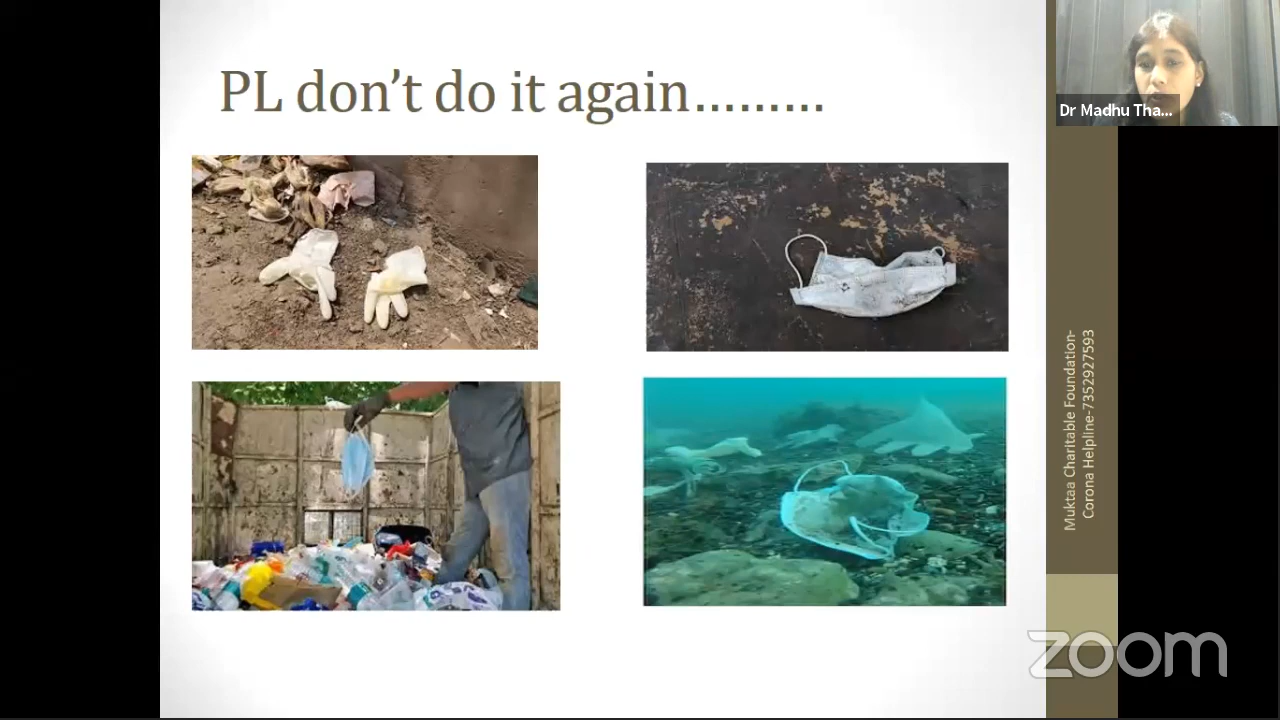 PL don't do it again.........
Dr Madhu Tha...
Muktaa Charitable Foundation-
Corona Helpline-7352927593
zoom